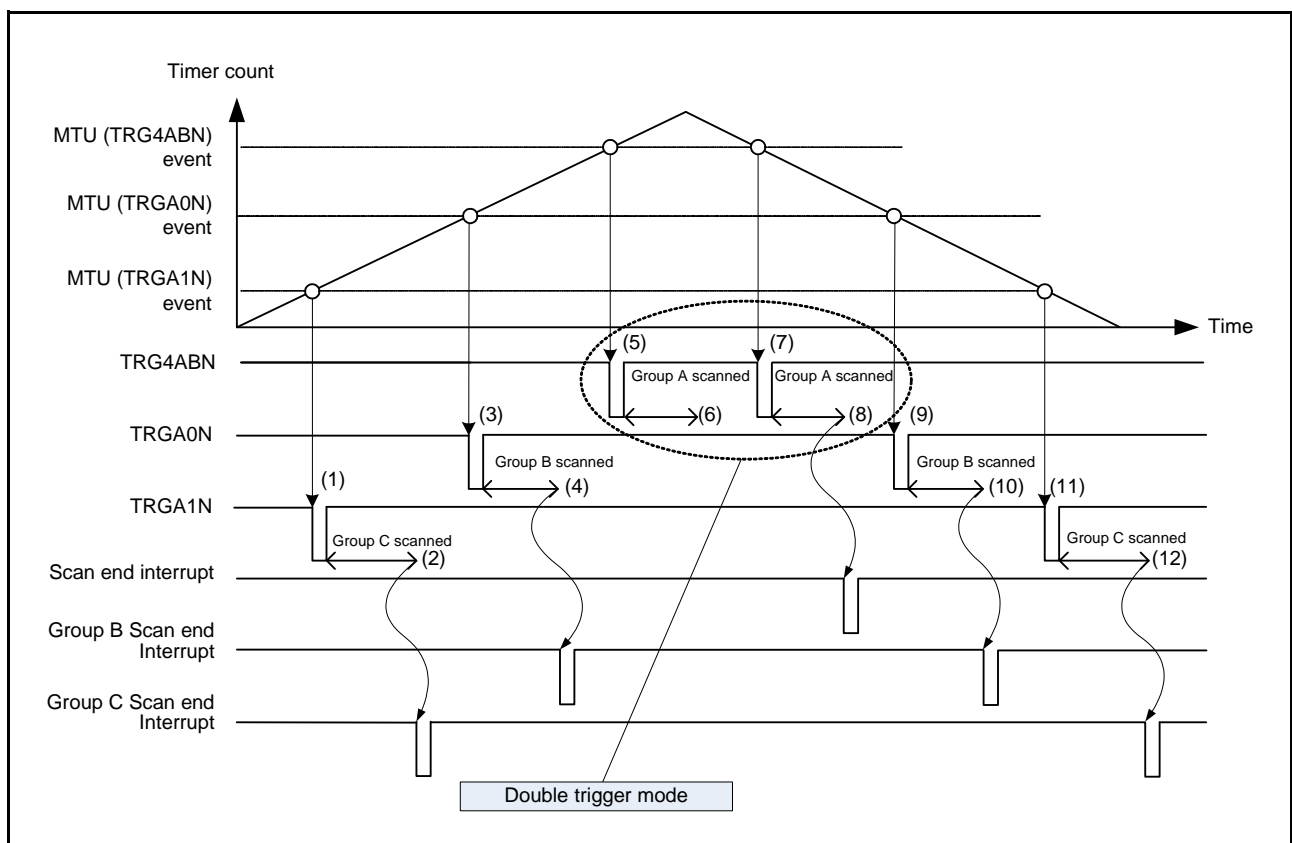 Timer count
MTU (TRG4ABN)
event
MTU (TRGA0N)
event
MTU (TRGA1N)
event
Time
TRG4ABN
(5)
(7)
Group A scanned
Group A scanned
(6)
(8)
TRGA0N
(3)
(9)
Group B scanned
Group B scanned
(4)
(10)
TRGA1N
(1)
(11)
Group C scanned
Group C scanned
(2)
(12)
Scan end interrupt
Group B Scan end
Interrupt
Group C Scan end
Interrupt
Double trigger mode